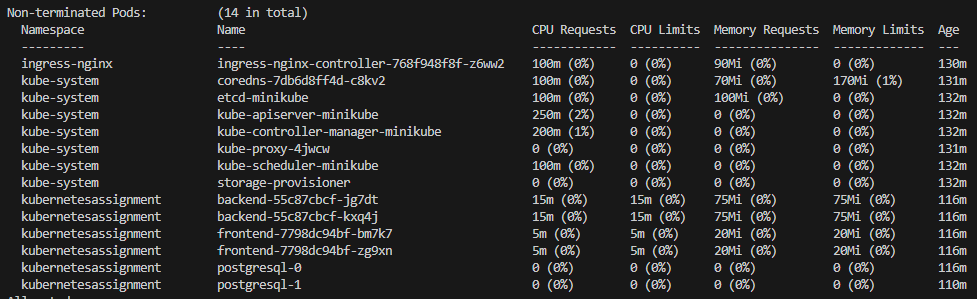 Non-terminated Pods: (14 in total)
Namespace Name CPU Requests CPU Limits Memory Requests Memory Limits Age
--------- ---- ------------ ---------- --------------- ------------- ---
ingress-nginx ingress-nginx-controller-768f948f8f-z6ww2 100m (0%) 0 (0%) 90Mi (0%) 0 (0%) 130m
kube-system coredns-7db6d8ff4d-c8kv2 100m (0%) 0 (0%) 70Mi (0%) 170Mi (1%) 131m
kube-system etcd-minikube 100m (0%) 0 (0%) 100Mi (0%) 0 (0%) 132m
kube-system kube-apiserver-minikube 250m (2%) 0 (0%) 0 (0%) 0 (0%) 132m
kube-system kube-controller-manager-minikube 200m (1%) 0 (0%) 0 (0%) 0 (0%) 132m
kube-system kube-proxy-4jwcw 0 (0%) 0 (0%) 0 (0%) 0 (0%) 131m
kube-system kube-scheduler-minikube 100m (0%) 0 (0%) 0 (0%) 0 (0%) 132m
kube-system storage-provisioner 0 (0%) 0 (0%) 0 (0%) 0 (0%) 132m
kubernetesassignment backend-55c87cbcf-jg7dt 15m (0%) 15m (0%) 75Mi (0%) 75Mi (0%) 116m
kubernetesassignment backend-55c87cbcf-kxq4j 15m (0%) 15m (0%) 75Mi (0%) 75Mi (0%) 116m
kubernetesassignment frontend-7798dc94bf-bm7k7 5m (0%) 5m (0%) 20Mi (0%) 20Mi (0%) 116m
kubernetesassignment frontend-7798dc94bf-zg9xn 5m (0%) 5m (0%) 20Mi (0%) 20Mi (0%) 116m
kubernetesassignment postgresql-0 0 (0%) 0 (0%) 0 (0%) 0 (0%) 116m
kubernetesassignment postgresql-1 0 (0%) 0 (0%) 0 (0%) 0 (0%) 110m